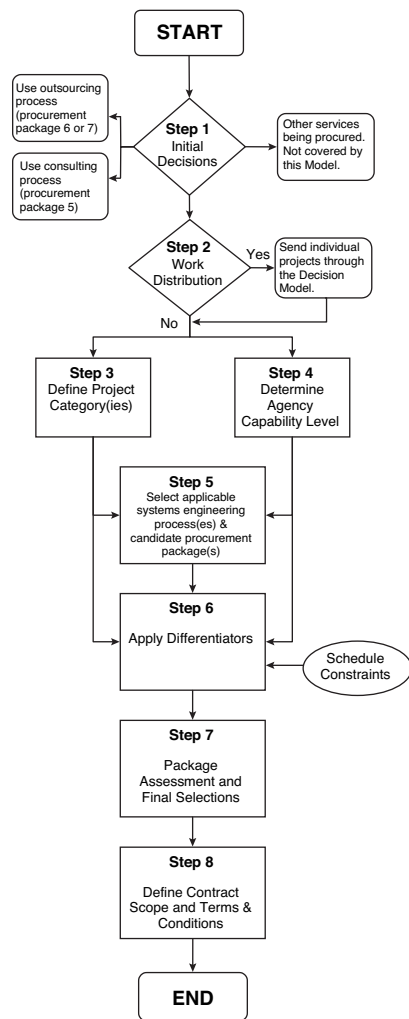 START
Use outsourcing
process
(procurement
package 6 or 7)
Step 1
Initial
Decisions
Other services
being procured.
Not covered by
this Model.
Use consulting
process
(procurement
package 5)
Step 2
Work
Distribution
Yes
Send individual
projects through
the Decision
Model.
No
Step 3
Define Project
Category(ies)
Step 4
Determine
Agency
Capability Level
Step 5
Select applicable
systems engineering
process(es) &
candidate procurement
package(s)
Step 6
Apply Differentiators
Schedule
Constraints
Step 7
Package
Assessment and
Final Selections
Step 8
Define Contract
Scope and Terms &
Conditions
END